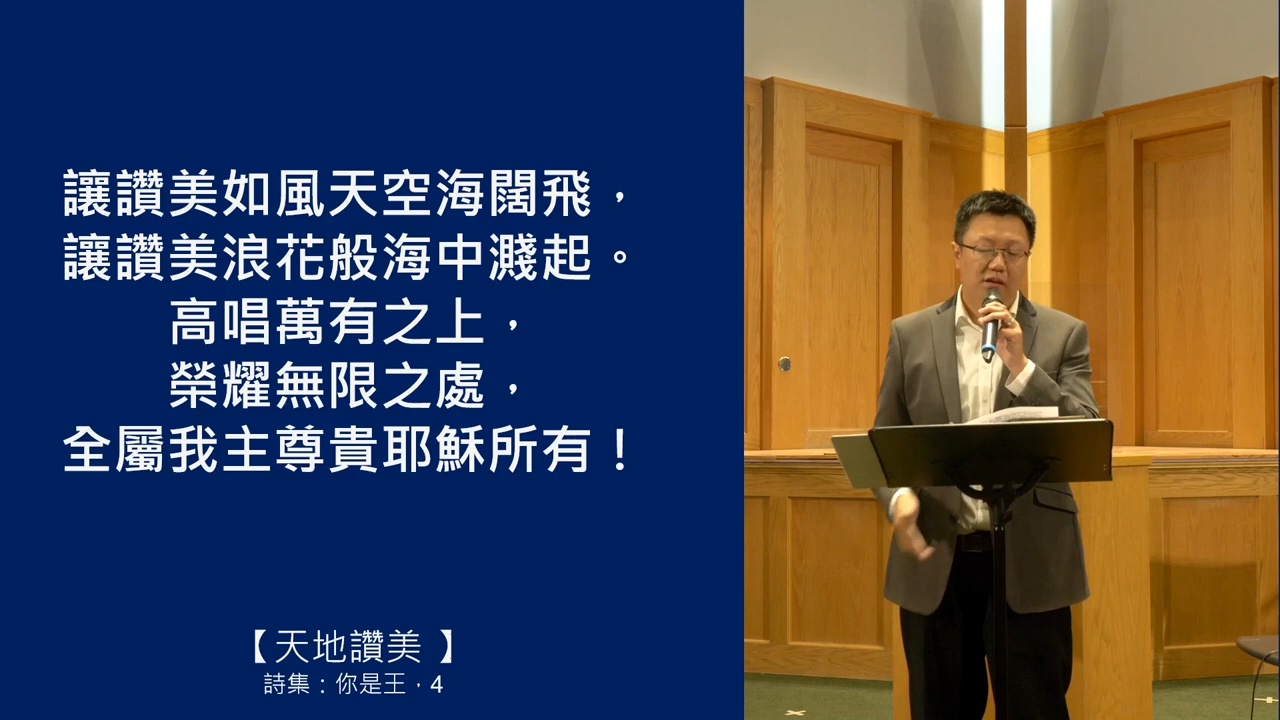 讓讚美如風天空海闊飛，
讓讚美浪花般海中濺起。
高唱萬有之上，
榮耀無限之處，
全屬我主尊貴耶穌所有！
【天地讚美 】
詩集：你是王，4